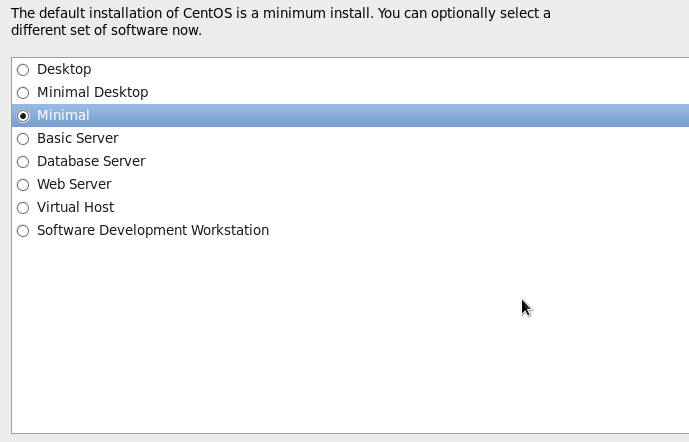 The default installation of CentOS is a minimum install. You can optionally select a
different set of software now.
Desktop
Minimal Desktop
Minimal
Basic Server
Database Server
Web Server
Virtual Host
Software Development Workstation